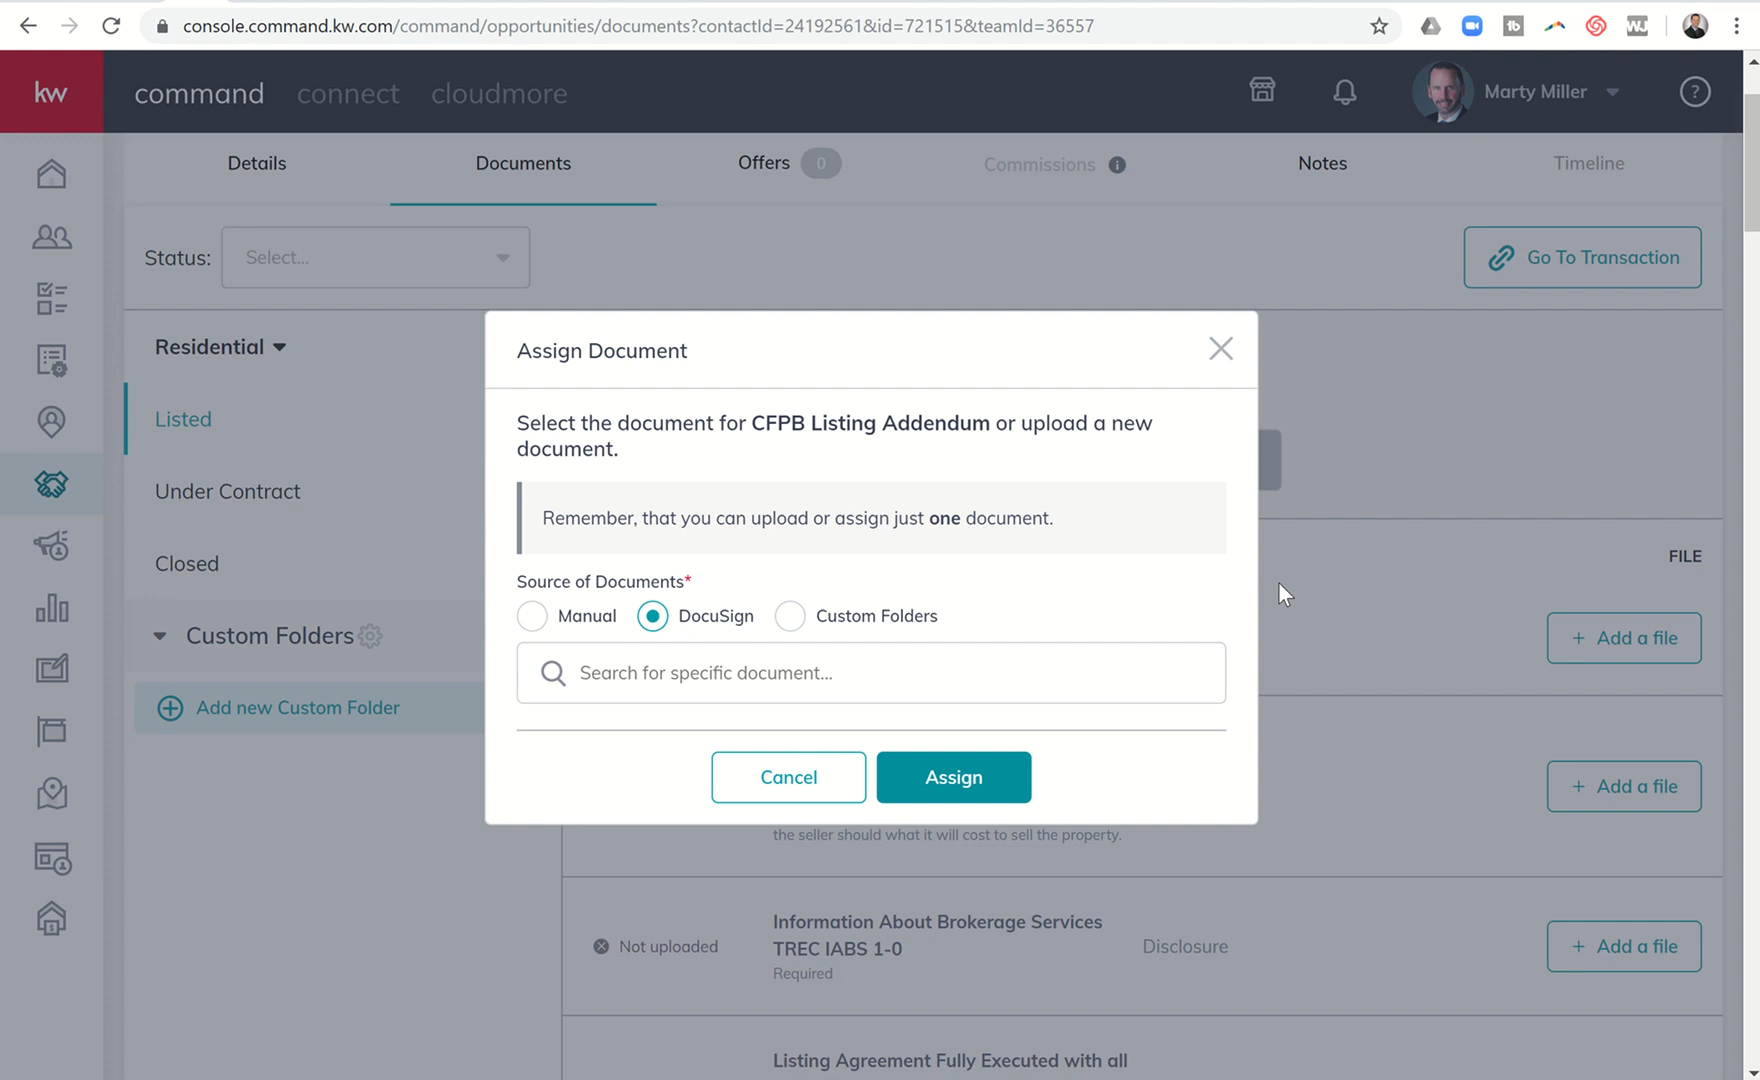 console.command.kw.com/command/opportunities/documents?contactId=24192561&id=721515&teamId=36557
kw
command connect cloudmore
Marty Miller
?
Details Documents Offers 0 Commissions i Notes Timeline
Status: Select... Go To Transaction
Residential
Listed
Under Contract
Closed
Custom Folders
Add new Custom Folder
Assign Document
Select the document for CFPB Listing Addendum or upload a new
document.
Remember, that you can upload or assign just one document.
Source of Documents*
Manual DocuSign Custom Folders
Search for specific document...
Cancel Assign
FILE
+ Add a file
+ Add a file
the seller should what it will cost to sell the property.
Not uploaded
Information About Brokerage Services
TREC IABS 1-0
Required
Disclosure
+ Add a file
Listing Agreement Fully Executed with all